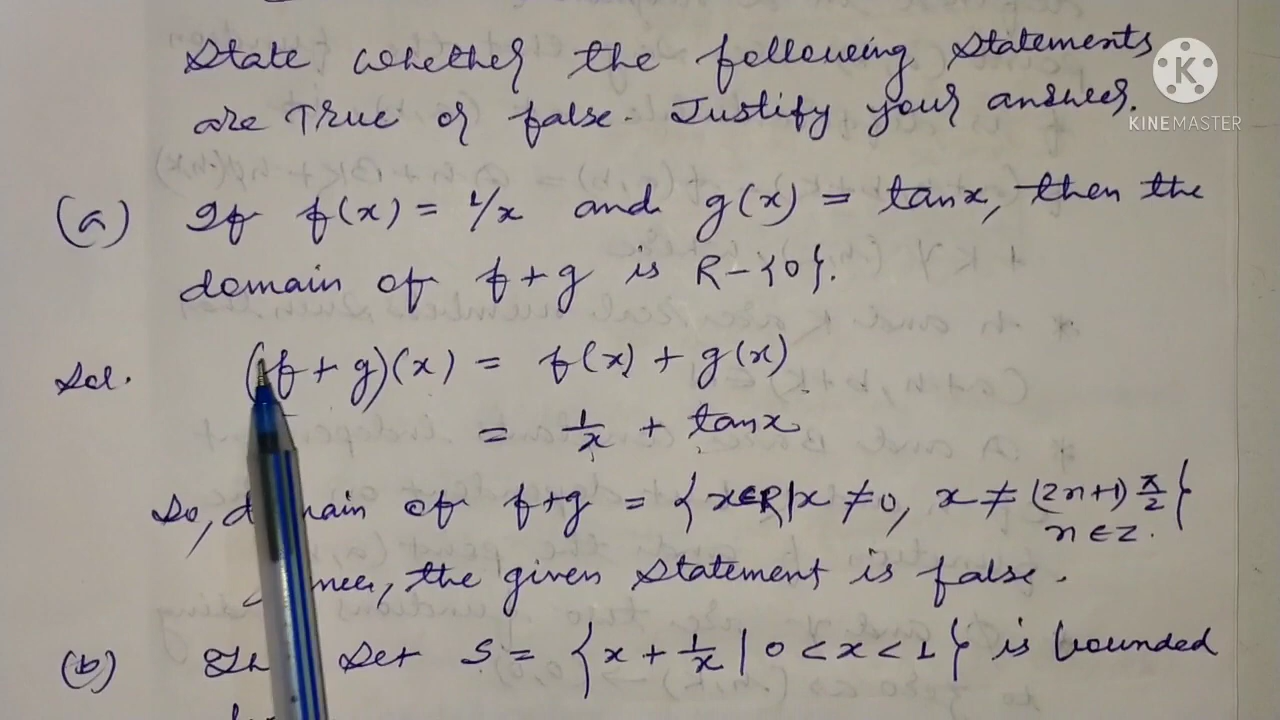 State whether the following statements
KINEMASTER
are True or false. Justify your answer.
(a) If f(x) = 1/x and g(x) = tanx, then the
domain of f+g is R-{0}.
Sol. (f+g)(x) = f(x) + g(x)
= 1/x + tanx
So, domain of f+g = {x∈R|x ≠0, x ≠ (2n+1) π/2}
n ∈ Z.
the given statement is false.
(b) Set S = {x + 1/x | 0 < x < 1} is bounded